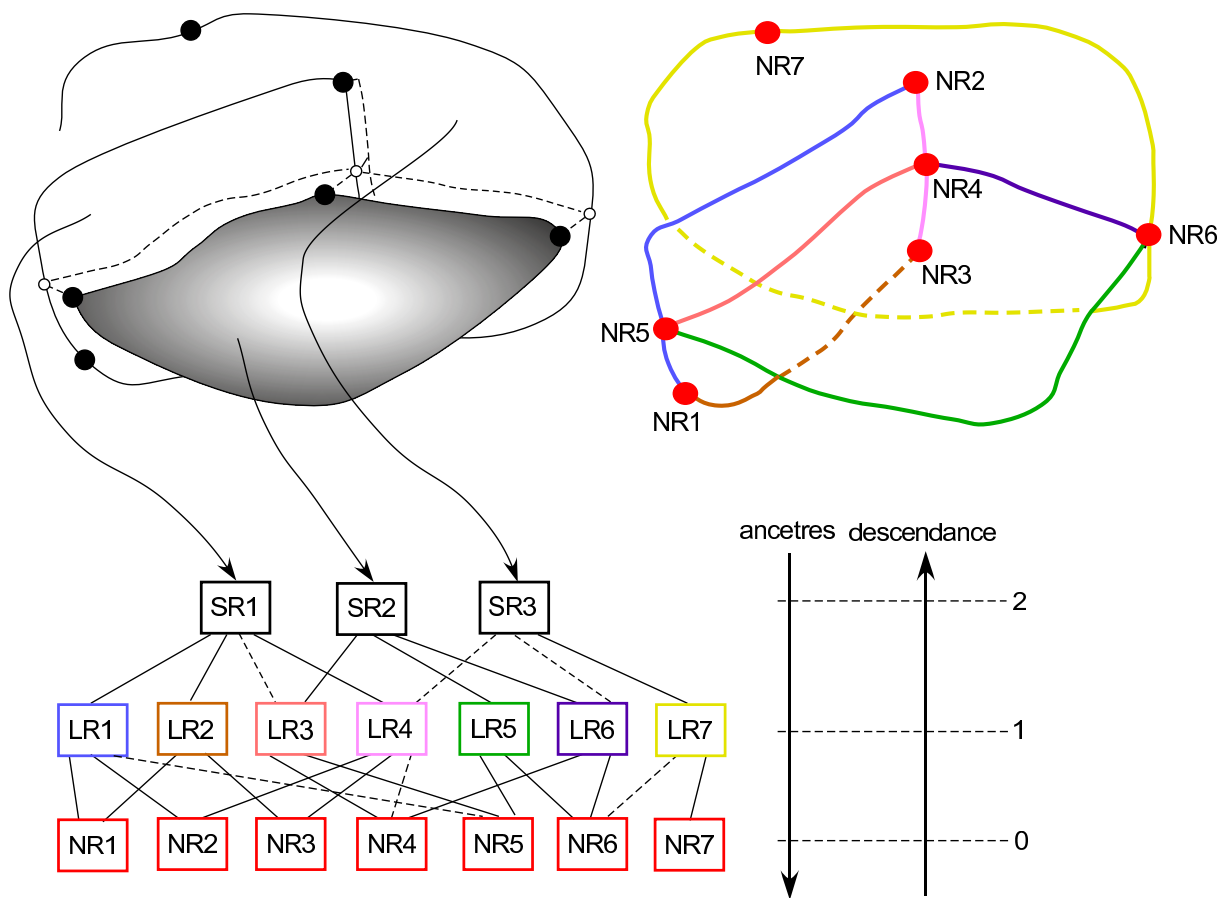 NR7
NR2
NR4
NR6
NR3
NR5
NR1
ancetres descendance
SR1 SR2 SR3
2
LR1 LR2 LR3 LR4 LR5 LR6 LR7
1
NR1 NR2 NR3 NR4 NR5 NR6 NR7
0